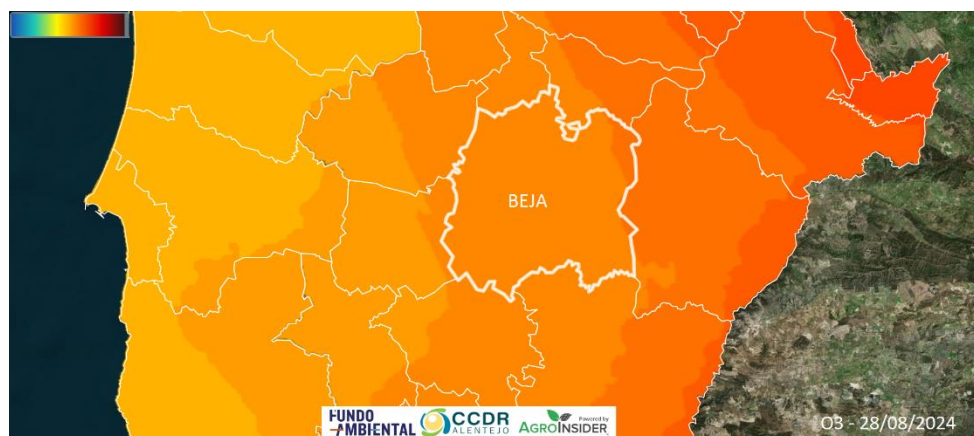 BEJA
FUNDO
AMBIENTAL
CCDR
ALENTEJO
Powered by
AGROINSIDER
O3 - 28/08/2024